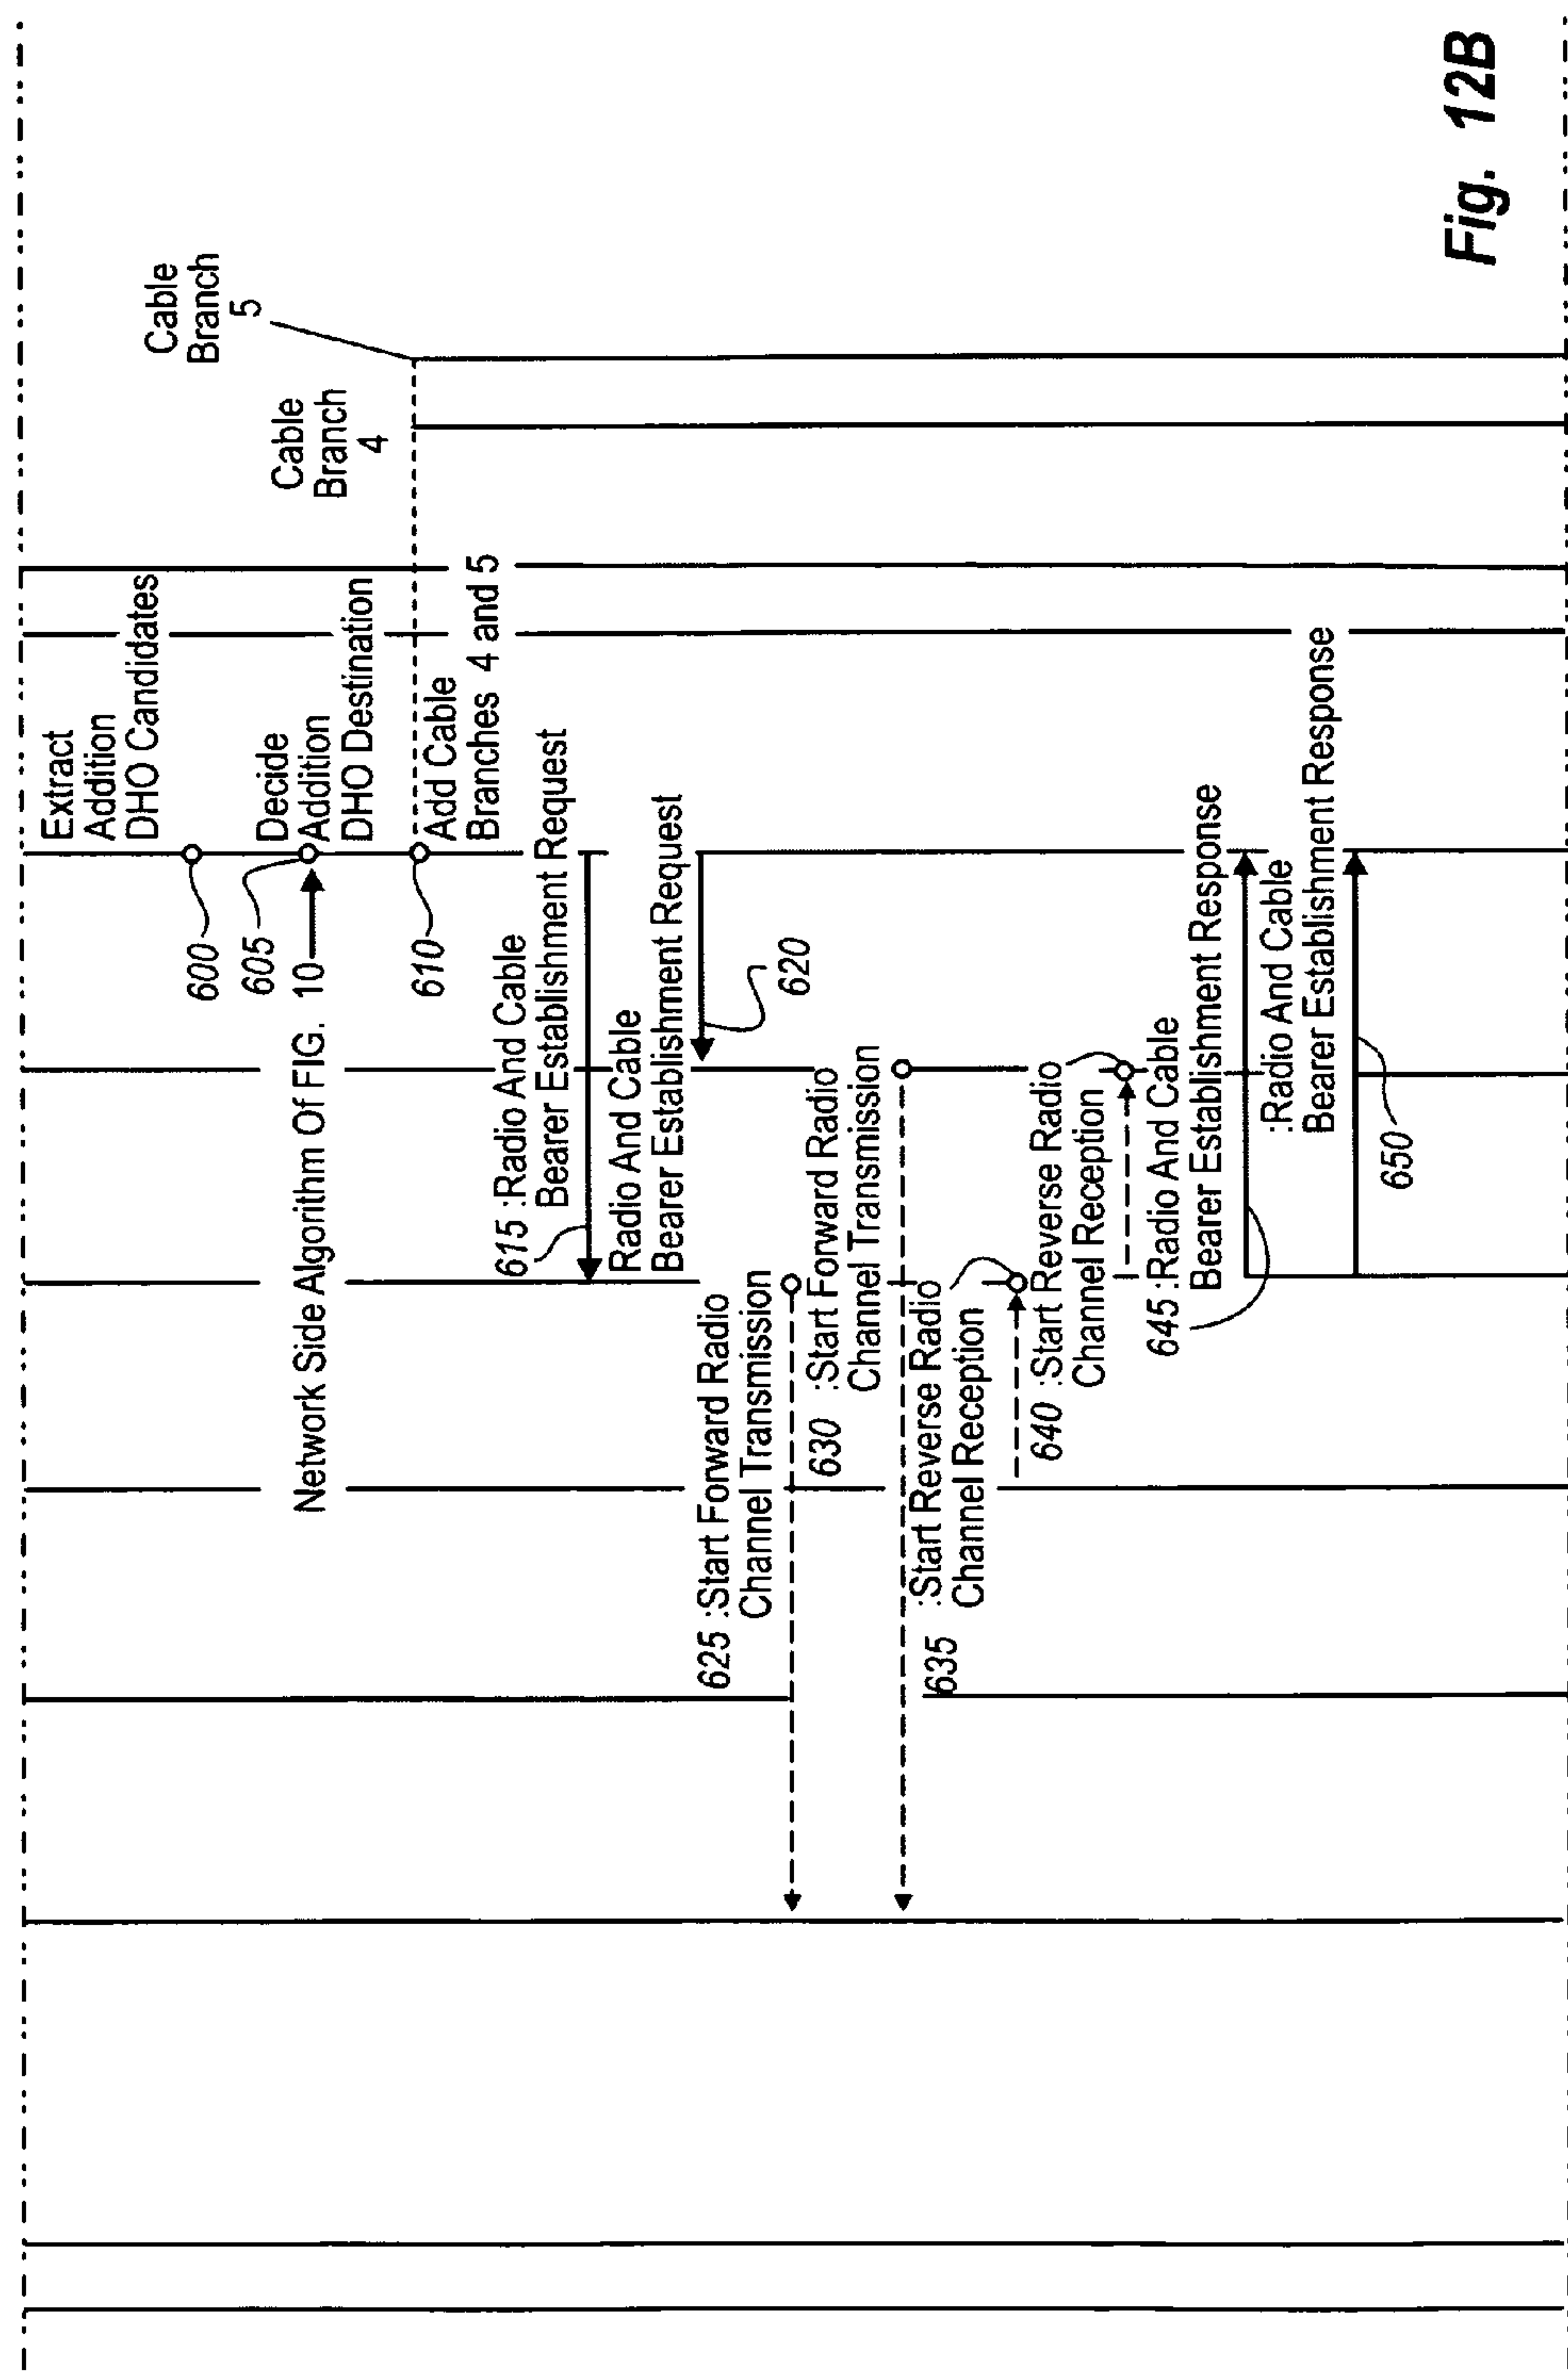 Extract
Addition
DHO Candidates
600
Decide
Addition
DHO Destination
605
Network Side Algorithm Of FIG. 10
Cable
Branch
5
Cable
Branch
4
610
Add Cable
Branches 4 and 5
615 :Radio And Cable
Bearer Establishment Request
Radio And Cable
Bearer Establishment Request
620
625 :Start Forward Radio
Channel Transmission
630 :Start Forward Radio
Channel Transmission
635 :Start Reverse Radio
Channel Reception
640 :Start Reverse Radio
Channel Reception
645 :Radio And Cable
Bearer Establishment Response
:Radio And Cable
Bearer Establishment Response
650
Fig. 12B